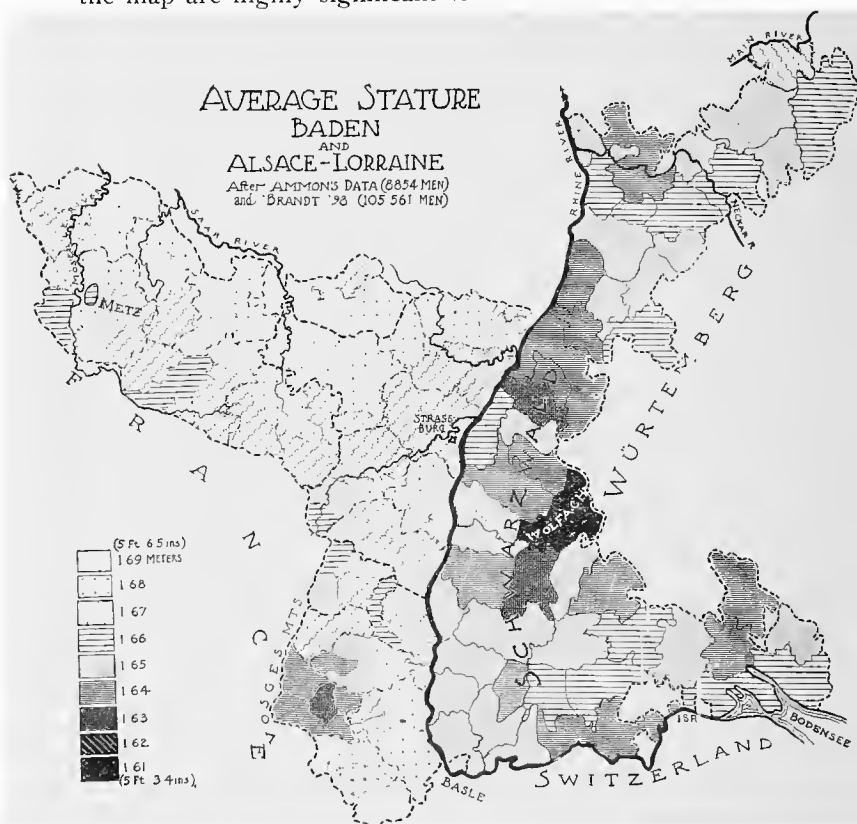 the map are highly significant
AVERAGE STATURE
BADEN
AND
ALSACE-LORRAINE
After AMMON'S DATA (8854 MEN)
and BRANDT '98 (105 561 MEN)
MAIN RIVER
RHINE RIVER
NECKAR R
SAAR RIVER
METZ
FRANCE
STRASS-
BURG
WÜRTEMBERG
SCHWARZWALD
WOLFACH
VOSGES MTS
(5 Ft 6 5 ins)
1 69 METERS
1 68
1 67
1 66
1 65
1 64
1 63
1 62
1 61
(5 Ft 3 4 ins)
BASLE
SWITZERLAND
BODENSEE